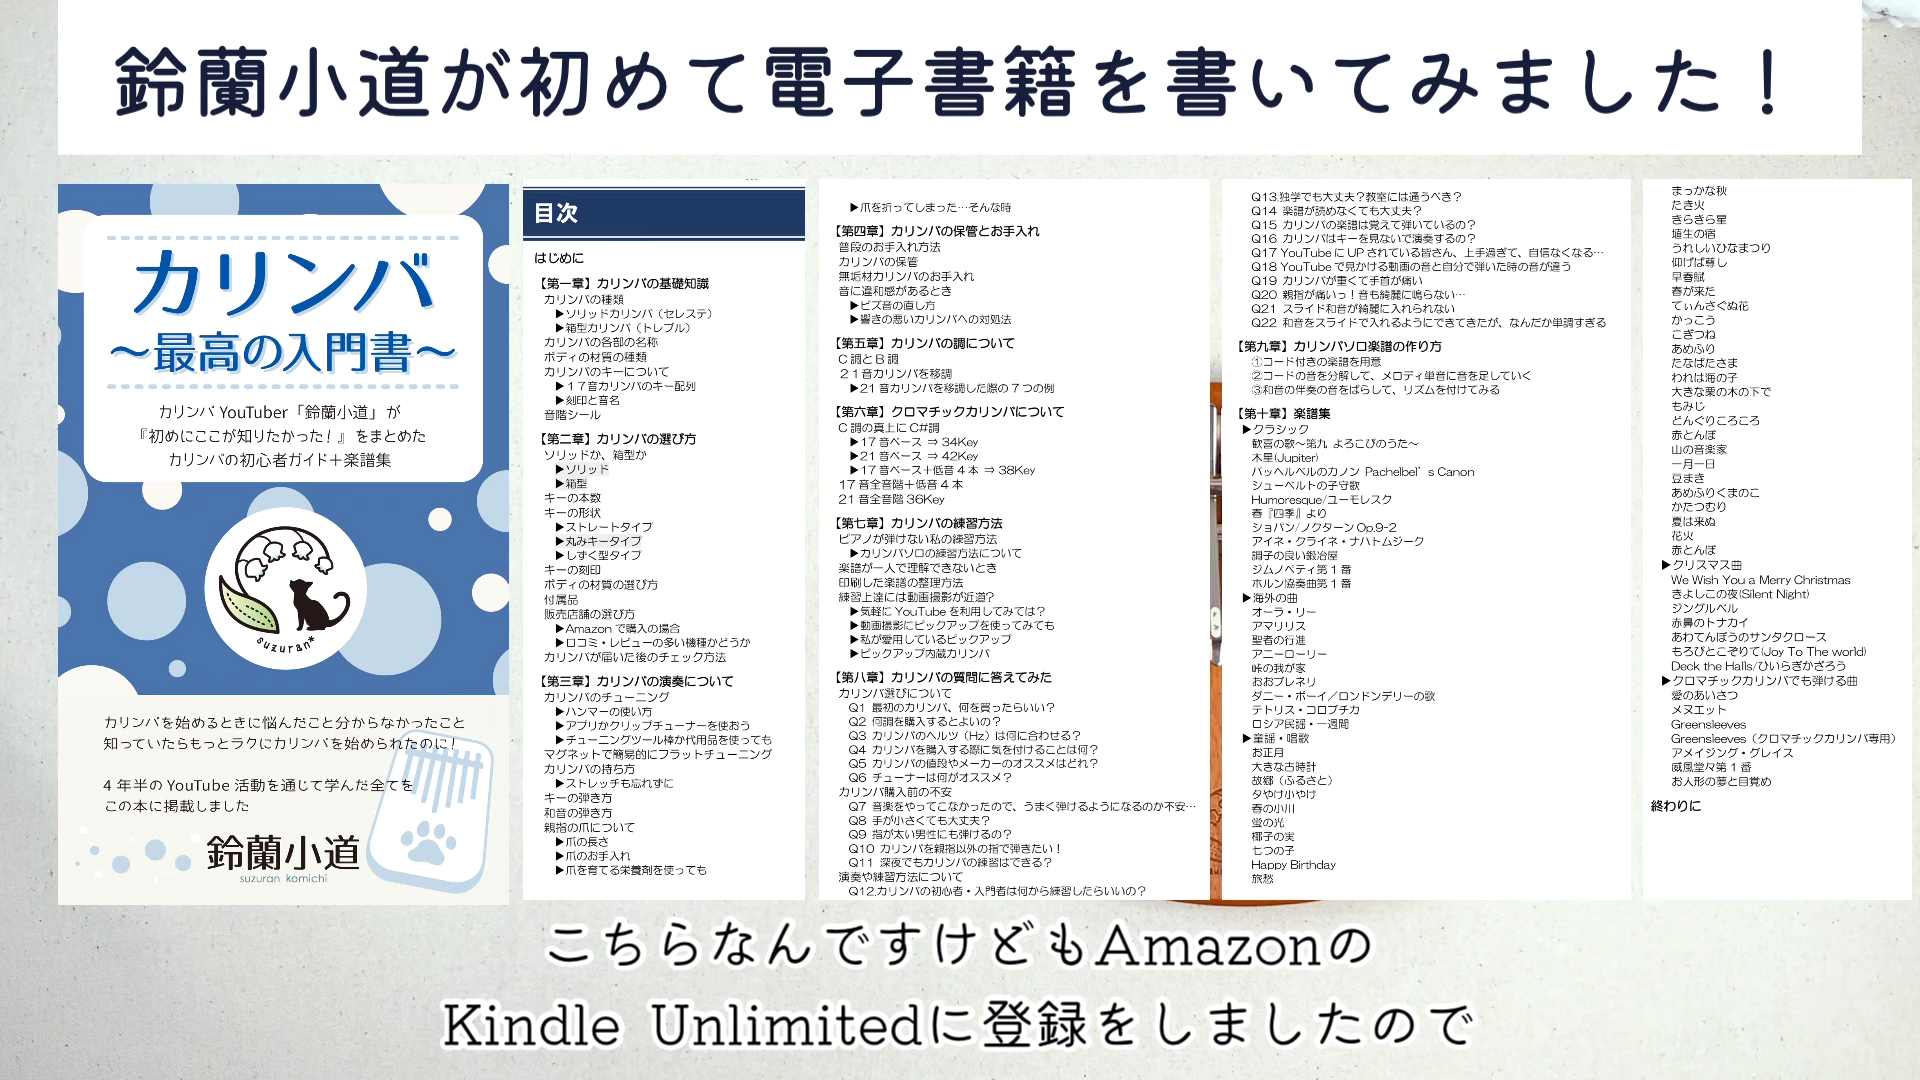 鈴蘭小道が初めて電子書籍を書いてみました！
カリンバ
～最高の入門書～
カリンバ YouTuber「鈴蘭小道」が
『初めにここが知りたかった！』をまとめた
カリンバの初心者ガイド＋楽譜集
suzuran*
カリンバを始めるときに悩んだこと分からなかったこと
知っていたらもっとラクにカリンバを始められたのに！
4 年半の YouTube 活動を通じて学んだ全てを
この本に掲載しました
鈴蘭小道
suzuran komichi
目次
はじめに
【第一章】カリンバの基礎知識
カリンバの種類
▶ソリッドカリンバ（セレステ）
▶箱型カリンバ（トレブル）
カリンバの各部の名称
ボディの材質の種類
カリンバのキーについて
▶１７音カリンバのキー配列
▶刻印と音名
音階シール
【第二章】カリンバの選び方
ソリッドか、箱型か
▶ソリッド
▶箱型
キーの本数
キーの形状
▶ストレートタイプ
▶丸みキータイプ
▶しずく型タイプ
キーの刻印
ボディの材質の選び方
付属品
販売店舗の選び方
▶Amazon で購入の場合
▶口コミ・レビューの多い機種かどうか
カリンバが届いた後のチェック方法
【第三章】カリンバの演奏について
カリンバのチューニング
▶ハンマーの使い方
▶アプリかクリップチューナーを使おう
▶チューニングツール棒か代用品を使っても
マグネットで簡易的にフラットチューニング
カリンバの持ち方
▶ストレッチも忘れずに
キーの弾き方
和音の弾き方
親指の爪について
▶爪の長さ
▶爪のお手入れ
▶爪を育てる栄養剤を使っても
▶爪を折ってしまった…そんな時
【第四章】カリンバの保管とお手入れ
普段のお手入れ方法
カリンバの保管
無垢材カリンバのお手入れ
音に違和感があるとき
▶ビズ音の直し方
▶響きの悪いカリンバへの対処法
【第五章】カリンバの調について
C 調と B 調
２１音カリンバを移調
▶21 音カリンバを移調した際の 7 つの例
【第六章】クロマチックカリンバについて
C 調の真上に C#調
▶17 音ベース ⇒ 34Key
▶21 音ベース ⇒ 42Key
▶17 音ベース＋低音 4 本 ⇒ 38Key
17 音全音階＋低音 4 本
21 音全音階 36Key
【第七章】カリンバの練習方法
ピアノが弾けない私の練習方法
▶カリンバソロの練習方法について
楽譜が一人で理解できないとき
印刷した楽譜の整理方法
練習上達には動画撮影が近道?
▶気軽に YouTube を利用してみては？
▶動画撮影にピックアップを使ってみても
▶私が愛用しているピックアップ
▶ピックアップ内蔵カリンバ
【第八章】カリンバの質問に答えてみた
カリンバ選びについて
Q1 最初のカリンバ、何を買ったらいい？
Q2 何調を購入するとよいの？
Q3 カリンバのヘルツ（Hz）は何に合わせる？
Q4 カリンバを購入する際に気を付けることは何？
Q5 カリンバの値段やメーカーのオススメはどれ？
Q6 チューナーは何がオススメ？
カリンバ購入前の不安
Q7 音楽をやってこなかったので、うまく弾けるようになるのか不安…
Q8 手が小さくても大丈夫？
Q9 指が太い男性にも弾けるの？
Q10 カリンバを親指以外の指で弾きたい！
Q11 深夜でもカリンバの練習はできる？
演奏や練習方法について
Q12.カリンバの初心者・入門者は何から練習したらいいの？
Q13.独学でも大丈夫？教室には通うべき？
Q14 楽譜が読めなくても大丈夫？
Q15 カリンバの楽譜は覚えて弾いているの？
Q16 カリンバはキーを見ないで演奏するの？
Q17 YouTube に UP されている皆さん、上手過ぎて、自信なくなる…
Q18 YouTube で見かける動画の音と自分で弾いた時の音が違う
Q19 カリンバが重くて手首が痛い
Q20 親指が痛いっ！音も綺麗に鳴らない…
Q21 スライド和音が綺麗に入れられない
Q22 和音をスライドで入れるようにできてきたが、なんだか単調すぎる
【第九章】カリンバソロ楽譜の作り方
①コード付きの楽譜を用意
②コードの音を分解して、メロディ単音に音を足していく
③和音の伴奏の音をばらして、リズムを付けてみる
【第十章】楽譜集
▶クラシック
歓喜の歌～第九 よろこびのうた～
木星(Jupiter)
パッヘルベルのカノン Pachelbel’s Canon
シューベルトの子守歌
Humoresque/ユーモレスク
春『四季』より
ショパン/ノクターン Op.9-2
アイネ・クライネ・ナハトムジーク
調子の良い鍛冶屋
ジムノペティ第 1 番
ホルン協奏曲第 1 番
▶海外の曲
オーラ・リー
アマリリス
聖者の行進
アニーローリー
峠の我が家
おおブレネリ
ダニー・ボーイ／ロンドンデリーの歌
テトリス・コロブチカ
ロシア民謡・一週間
▶童謡・唱歌
お正月
大きな古時計
故郷（ふるさと）
夕やけ小やけ
春の小川
蛍の光
椰子の実
七つの子
Happy Birthday
旅愁
まっかな秋
たき火
きらきら星
埴生の宿
うれしいひなまつり
仰げば尊し
早春賦
春が来た
てぃんさぐぬ花
かっこう
こぎつね
あめふり
たなばたさま
われは海の子
大きな栗の木の下で
もみじ
どんぐりころころ
赤とんぼ
山の音楽家
一月一日
豆まき
あめふりくまのこ
かたつむり
夏は来ぬ
花火
赤とんぼ
▶クリスマス曲
We Wish You a Merry Christmas
きよしこの夜(Silent Night)
ジングルベル
赤鼻のトナカイ
あわてんぼうのサンタクロース
もろびとこぞりて(Joy To The world)
Deck the Halls/ひいらぎかざろう
▶クロマチックカリンバでも弾ける曲
愛のあいさつ
メヌエット
Greensleeves
Greensleeves（クロマチックカリンバ専用）
アメイジング・グレイス
威風堂々第 1 番
お人形の夢と目覚め
終わりに
こちらなんですけどもAmazonの
Kindle Unlimitedに登録をしましたので